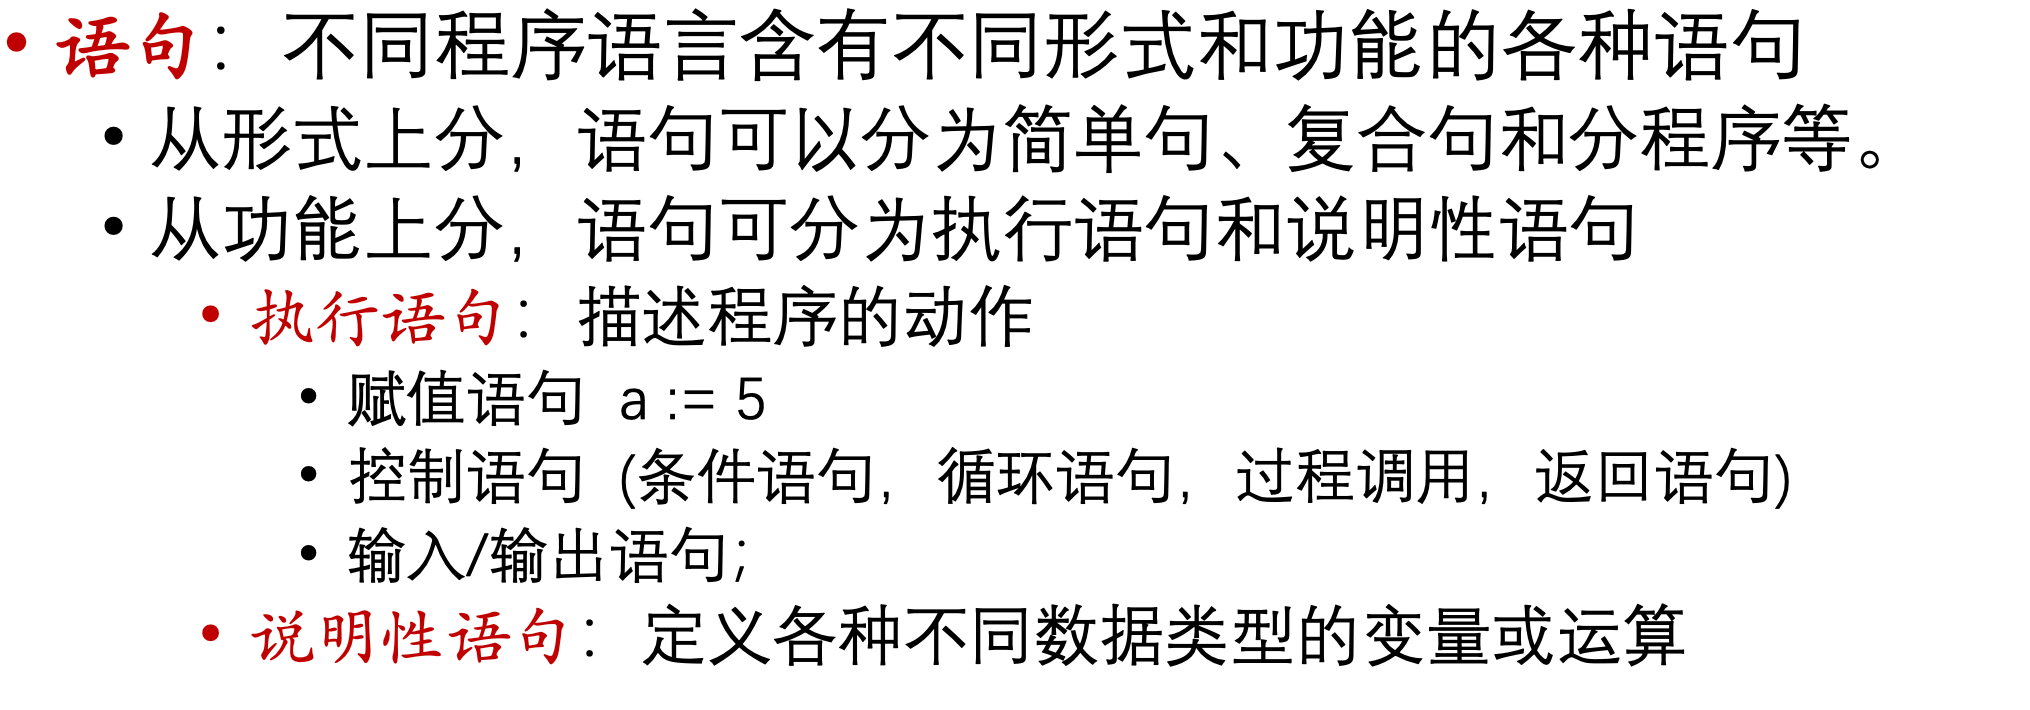 • 语句： 不同程序语言含有不同形式和功能的各种语句
• 从形式上分， 语句可以分为简单句、复合句和分程序等。
• 从功能上分， 语句可分为执行语句和说明性语句
• 执行语句： 描述程序的动作
• 赋值语句 a := 5
• 控制语句 (条件语句， 循环语句， 过程调用， 返回语句)
• 输入/输出语句;
• 说明性语句： 定义各种不同数据类型的变量或运算